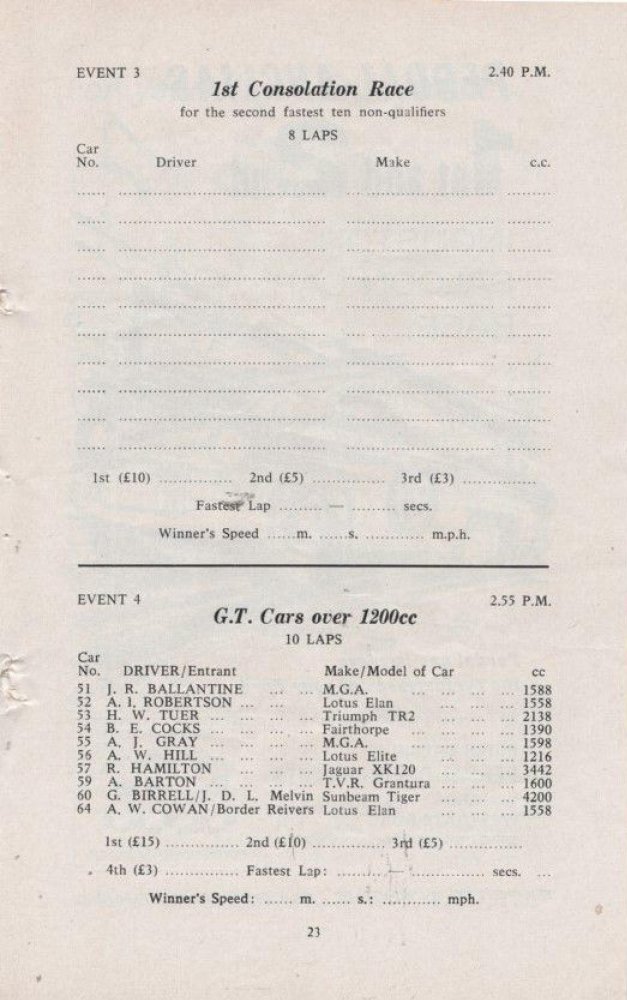 EVENT 3 2.40 P.M.
1st Consolation Race
for the second fastest ten non-qualifiers
8 LAPS
Car
No. Driver Make c.c.
..... .................................... .................................... ...........
..... .................................... .................................... ...........
..... .................................... .................................... ...........
..... .................................... .................................... ...........
..... .................................... .................................... ...........
..... .................................... .................................... ...........
..... .................................... .................................... ...........
..... .................................... .................................... ...........
..... .................................... .................................... ...........
..... .................................... .................................... ...........
1st (£10) ............... 2nd (£5) ............... 3rd (£3) ...............
Fastest Lap ......... — ......... secs.
Winner's Speed ......m. ......s. ............ m.p.h.
EVENT 4 2.55 P.M.
G.T. Cars over 1200cc
10 LAPS
Car
No. DRIVER/Entrant Make/Model of Car cc
51 J. R. BALLANTINE ... ... M.G.A. ... ... ... 1588
52 A. I. ROBERTSON ... ... Lotus Elan ... ... ... 1558
53 H. W. TUER ... ... ... ... Triumph TR2 ... ... ... 2138
54 B. E. COCKS ... ... ... ... Fairthorpe ... ... ... 1390
55 A. J. GRAY ... ... ... ... M.G.A. ... ... ... 1598
56 A. W. HILL ... ... ... ... Lotus Elite ... ... ... 1216
57 R. HAMILTON ... ... ... Jaguar XK120 ... ... ... 3442
59 A. BARTON ... ... ... ... T.V.R. Grantura ... ... ... 1600
60 G. BIRRELL/J. D. L. Melvin Sunbeam Tiger ... ... ... 4200
64 A. W. COWAN/Border Reivers Lotus Elan ... ... ... 1558
1st (£15) ............... 2nd (£10) ............... 3rd (£5) ...............
4th (£3) ............... Fastest Lap: ......... — ............... secs. ...
Winner's Speed: ...... m. ...... s.: ............ mph.
23